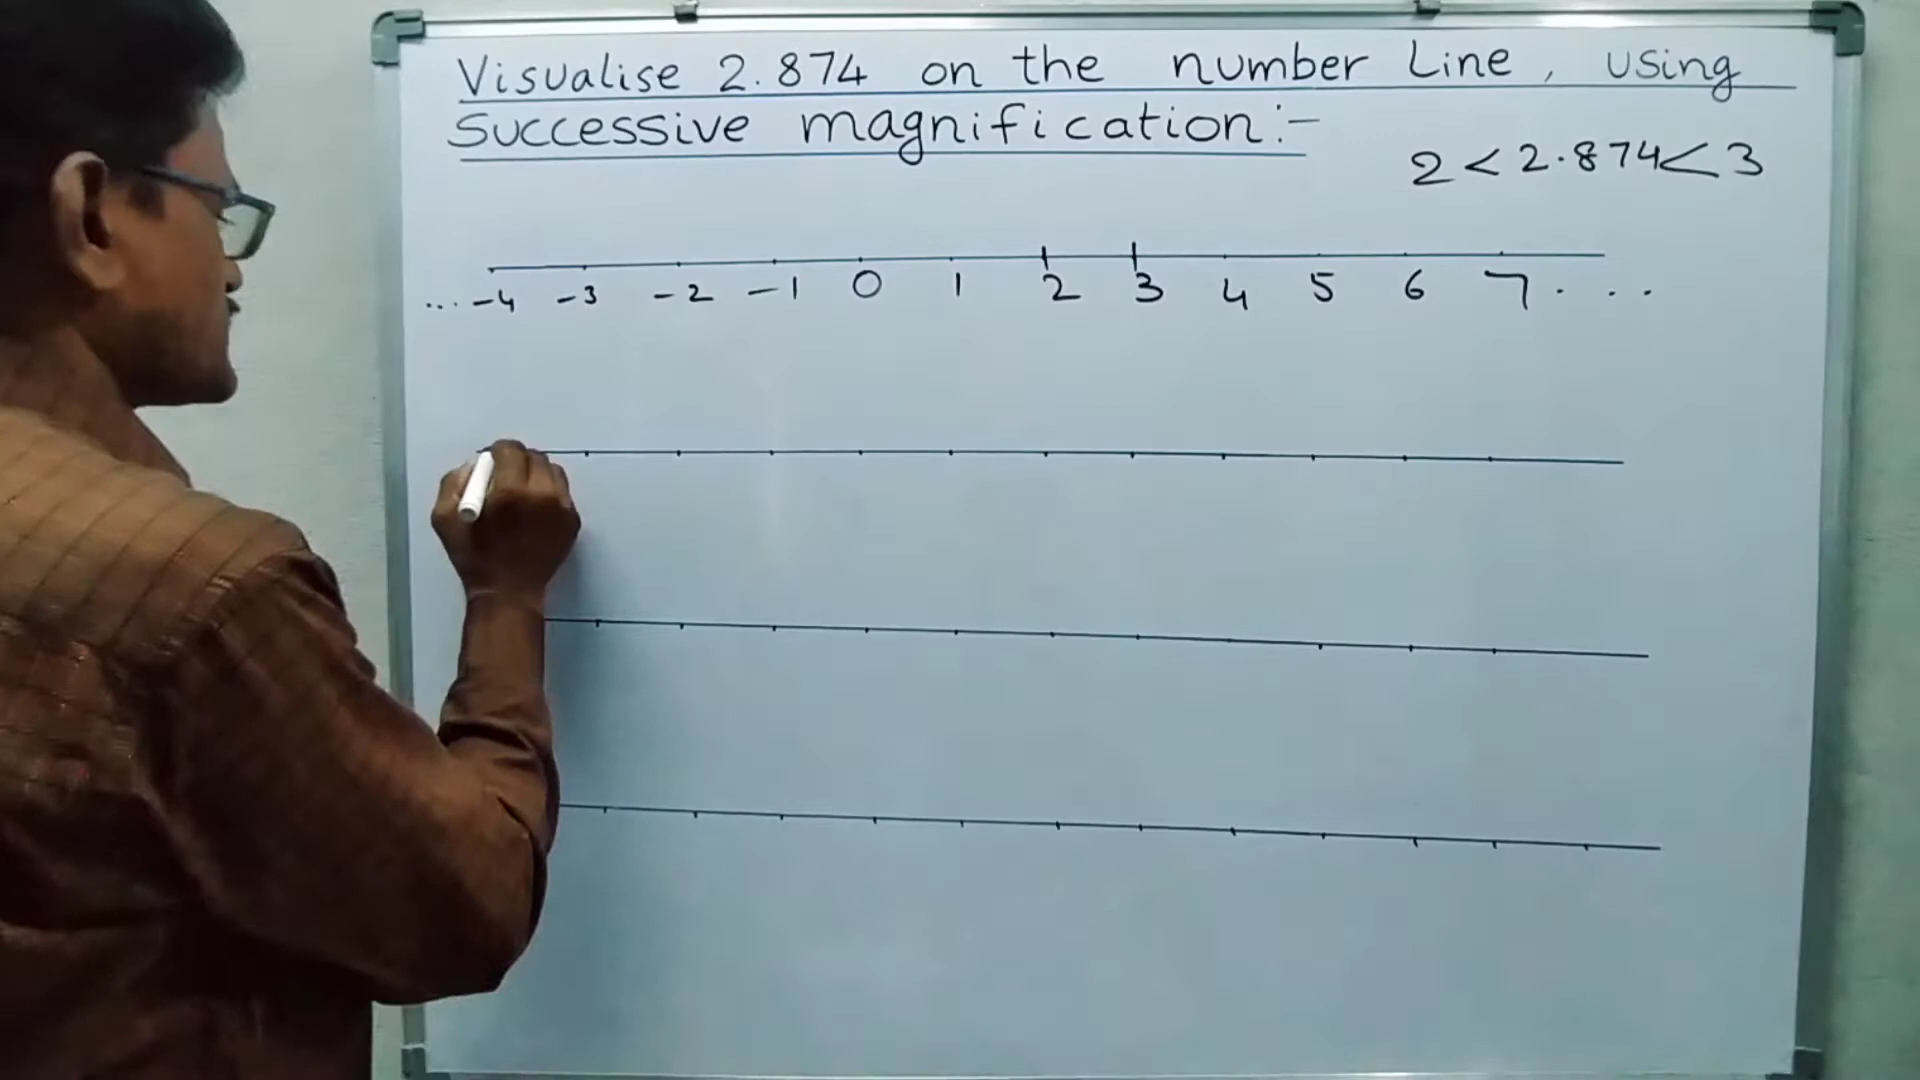 Visualise 2.874 on the number Line, using
Successive magnification:-
2 < 2.874 < 3
... -4 -3 -2 -1 0 1 2 3 4 5 6 7 . . .